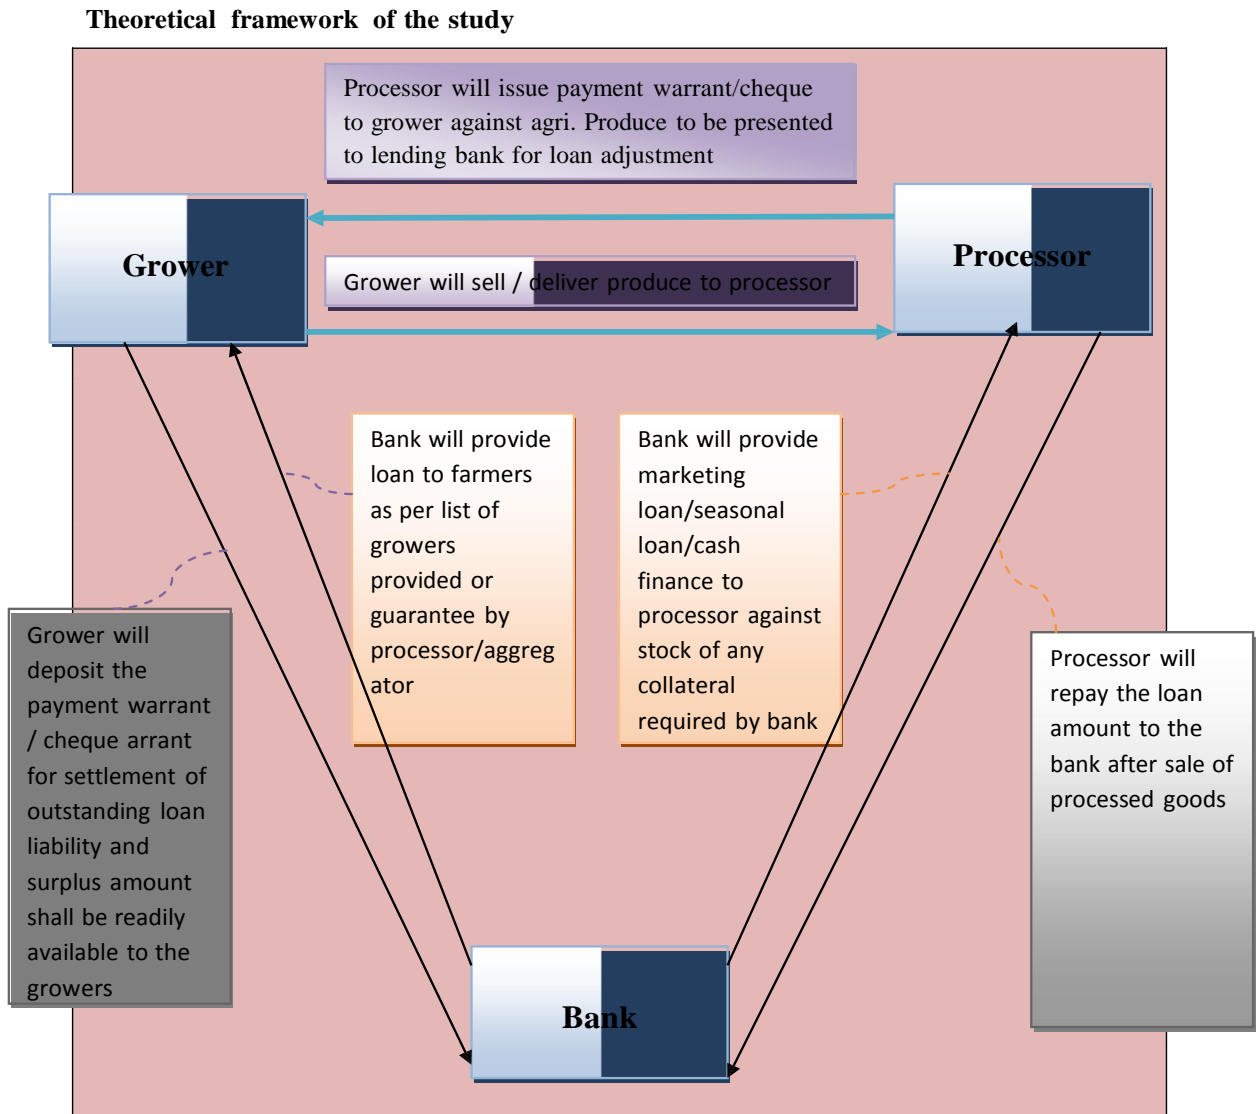 Theoretical framework of the study
Processor will issue payment warrant/cheque
to grower against agri. Produce to be presented
to lending bank for loan adjustment
Grower
Processor
Grower will sell / deliver produce to processor
Bank will provide
loan to farmers
as per list of
growers
provided or
guarantee by
processor/aggreg
ator
Bank will provide
marketing
loan/seasonal
loan/cash
finance to
processor against
stock of any
collateral
required by bank
Grower will
deposit the
payment warrant
/ cheque arrant
for settlement of
outstanding loan
liability and
surplus amount
shall be readily
available to the
growers
Processor will
repay the loan
amount to the
bank after sale of
processed goods
Bank